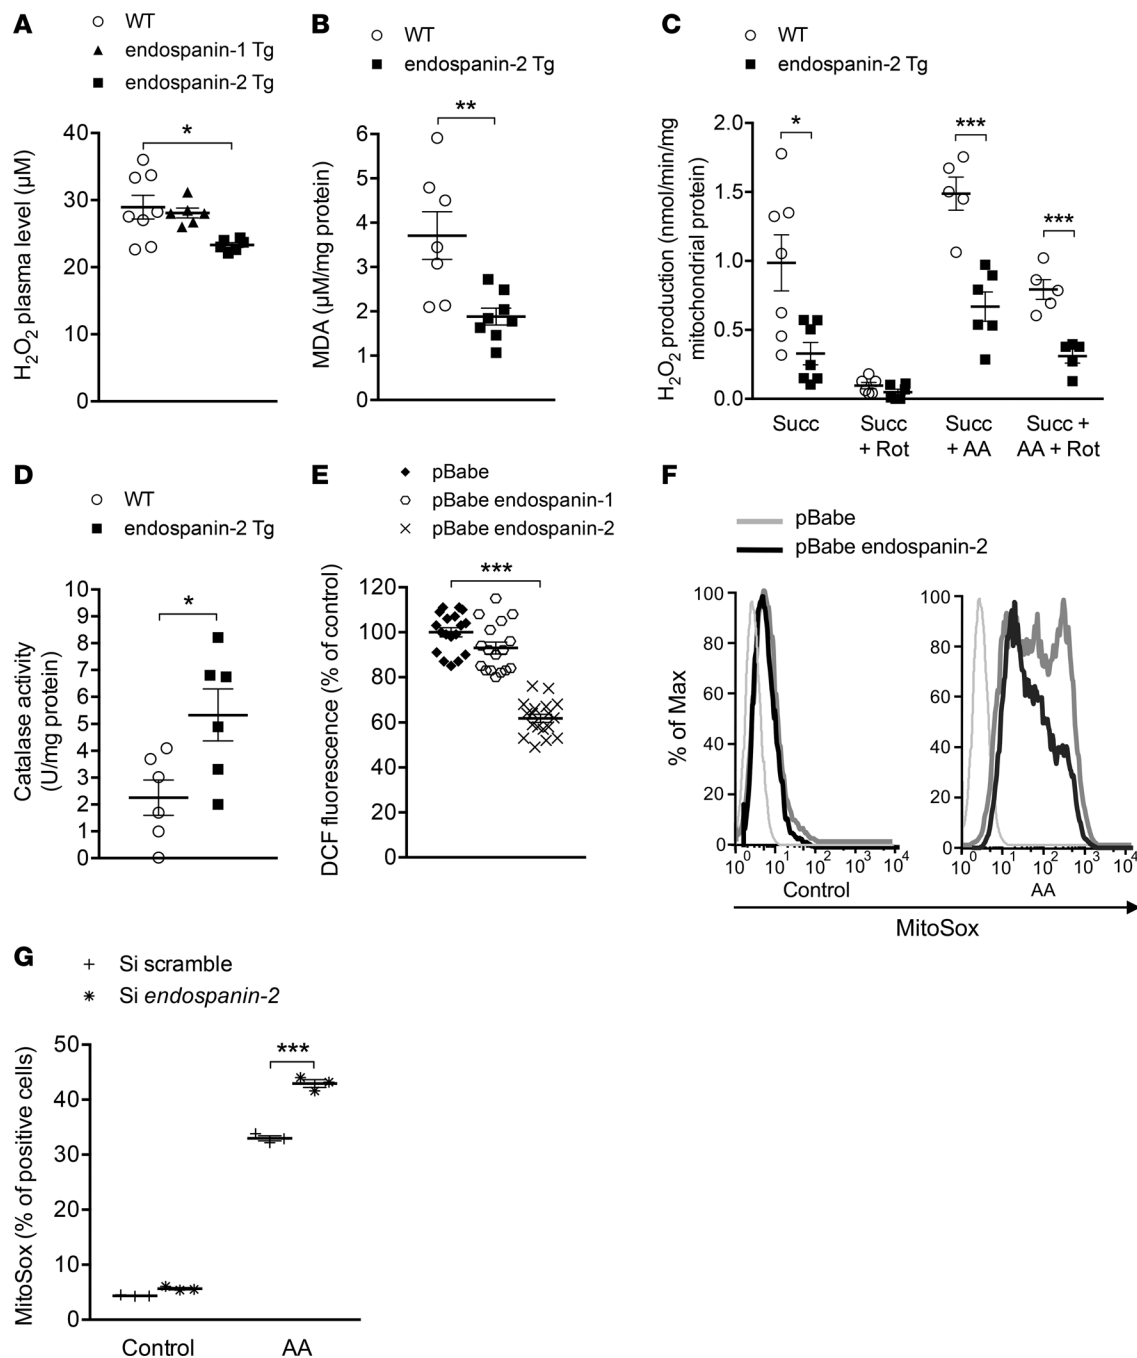 A
WT
endospanin-1 Tg
endospanin-2 Tg
*
H2O2 plasma level (μM)
40
30
20
10
0
B
WT
endospanin-2 Tg
**
MDA (μM/mg protein)
6
5
4
3
2
1
0
C
WT
endospanin-2 Tg
*
***
***
H2O2 production (nmol/min/mg
mitochondrial protein)
2.0
1.5
1.0
0.5
0.0
Succ
Succ
+ Rot
Succ
+ AA
Succ +
AA + Rot
D
WT
endospanin-2 Tg
*
Catalase activity
(U/mg protein)
10
9
8
7
6
5
4
3
2
1
0
E
pBabe
pBabe endospanin-1
pBabe endospanin-2
***
DCF fluorescence (% of control)
120
100
80
60
40
20
0
F
pBabe
pBabe endospanin-2
% of Max
100
80
60
40
20
0
10^0 10^1 10^2 10^3 10^4
Control
100
80
60
40
20
0
10^0 10^1 10^2 10^3 10^4
AA
MitoSox
G
Si scramble
Si endospanin-2
***
MitoSox (% of positive cells)
50
40
30
20
10
0
Control
AA